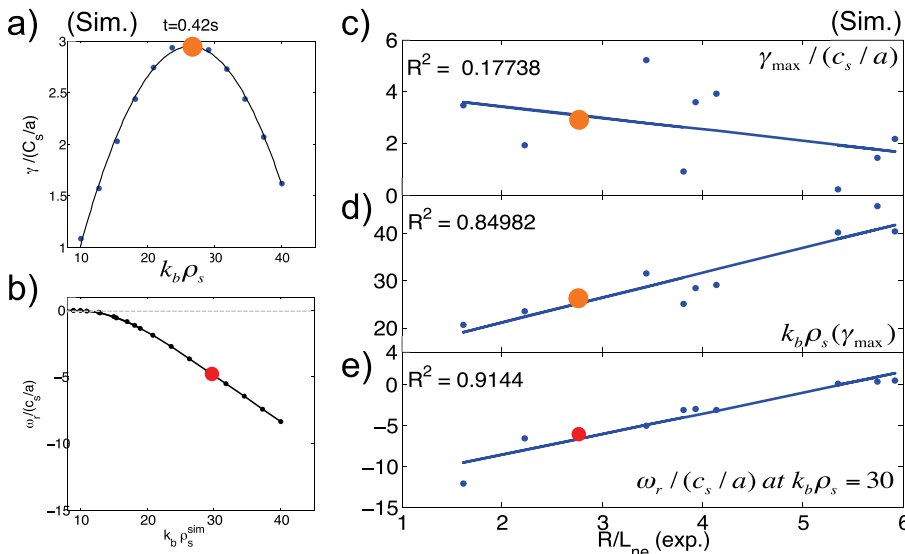 a) (Sim.)
t=0.42s
3
2.5
2
1.5
1
γ/(C_s/a)
10 20 30 40
k_b ρ_s
b)
0
−5
−10
−15
ω_r/(c_s/a)
10 20 30 40
k_b ρ_s^sim
c) (Sim.)
R² = 0.17738
γ_max / (c_s / a)
6
4
2
0
d)
R² = 0.84982
40
30
20
k_b ρ_s (γ_max)
e)
R² = 0.9144
4
0
−5
−10
−15
ω_r / (c_s / a) at k_b ρ_s = 30
1 2 3 4 5 6
R/L_ne (exp.)